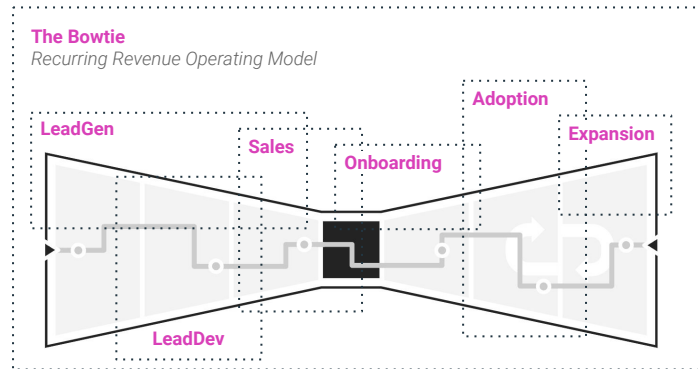 The Bowtie
Recurring Revenue Operating Model
LeadGen
Sales
Onboarding
Adoption
Expansion
LeadDev